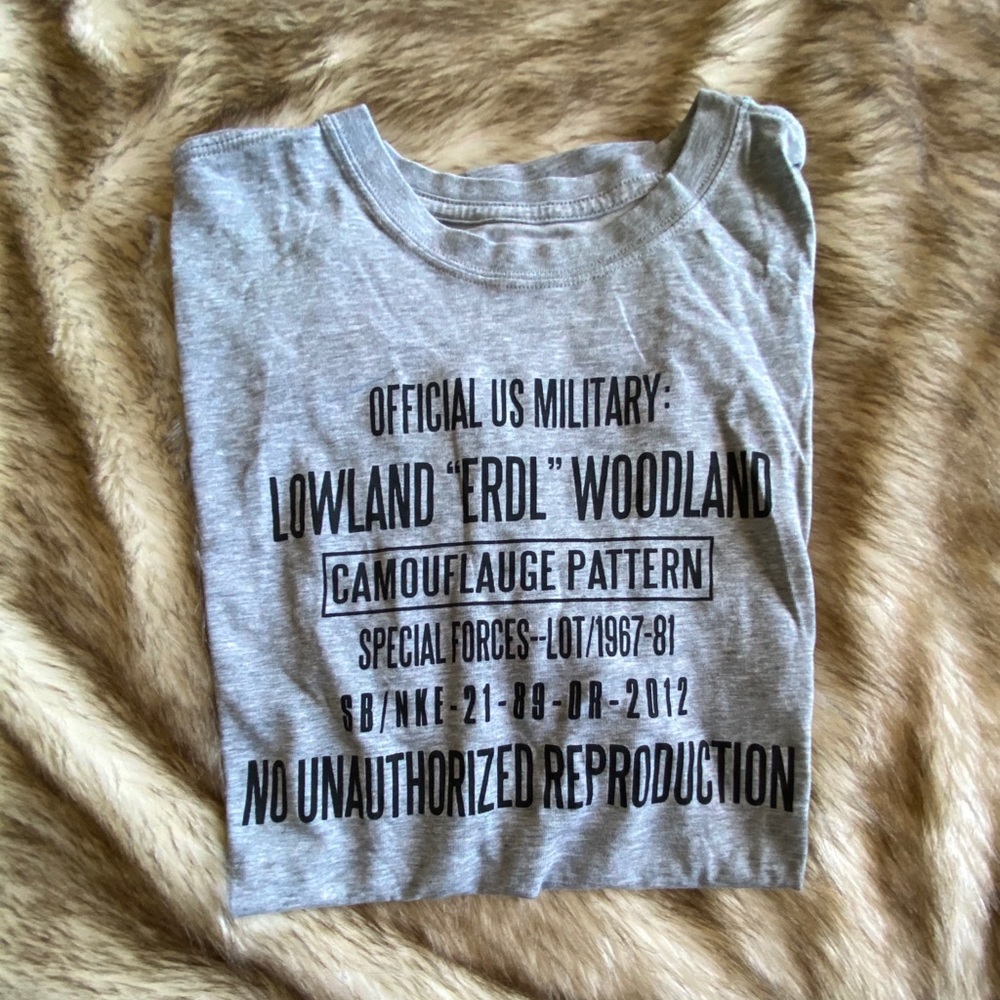 OFFICIAL US MILITARY:
LOWLAND “ERDL” WOODLAND
CAMOUFLAUGE PATTERN
SPECIAL FORCES--LOT/1967-81
SB/NKE-21-89-OR-2012
NO UNAUTHORIZED REPRODUCTION